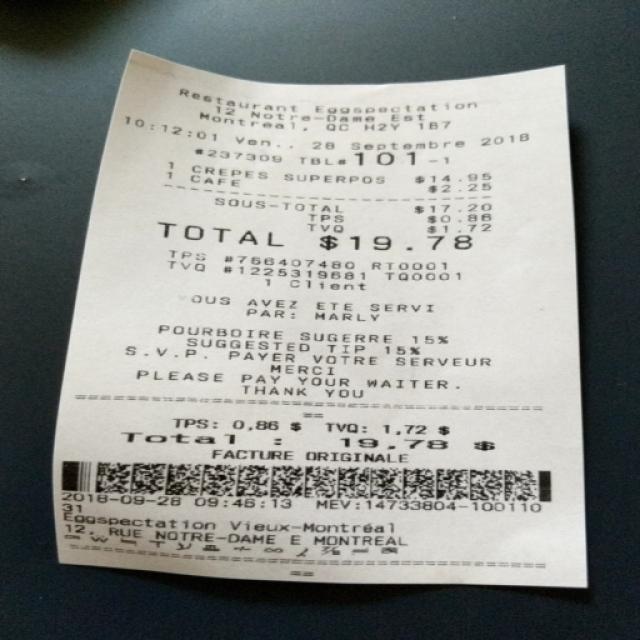 Restaurant Eggspectation
12 Notre-Dame Est
Montreal, QC H2Y 1B7
10:12:01 Ven., 28 Septembre 2018
#237309 TBL#101-1
1 CREPES SUPERPOS $14.95
1 CAFE $2.25
SOUS-TOTAL $17.20
TPS $0.86
TVQ $1.72
TOTAL $19.78
TPS #756407480 RT0001
TVQ #1225319681 TQ0001
1 Client
VOUS AVEZ ETE SERVI
PAR: MARLY
POURBOIRE SUGERRE 15%
SUGGESTED TIP 15%
S.V.P. PAYER VOTRE SERVEUR
MERCI
PLEASE PAY YOUR WAITER.
THANK YOU
TPS: 0,86 $ TVQ: 1,72 $
Total : 19,78 $
FACTURE ORIGINALE
2018-09-28 09:46:13 MEV:14733804-100110
31
Eggspectation Vieux-Montréal
12 RUE NOTRE-DAME E MONTREAL